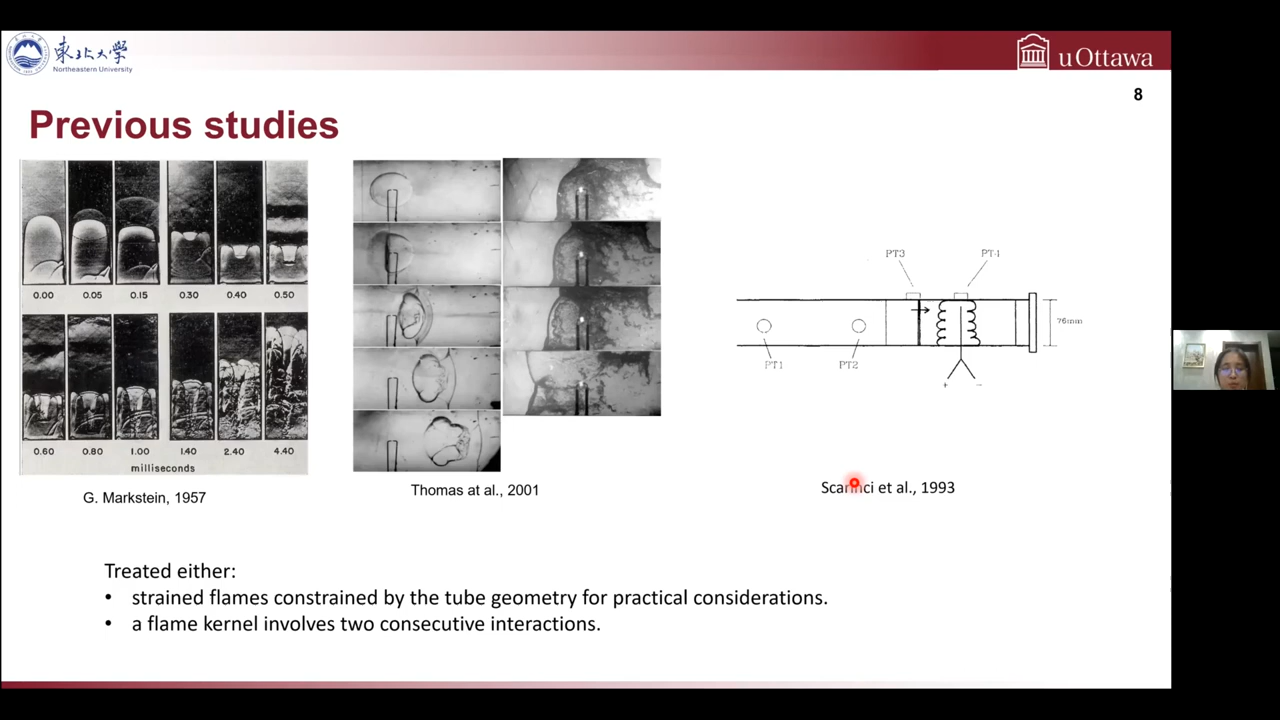 东北大学
Northeastern University
uOttawa
8
Previous studies
0.00 0.05 0.15 0.30 0.40 0.50
0.60 0.80 1.00 1.40 2.40 4.40
milliseconds
G. Markstein, 1957
Thomas at al., 2001
PT3 PT4
76mm
PT1 PT2
+ -
Scarinci et al., 1993
Treated either:
• strained flames constrained by the tube geometry for practical considerations.
• a flame kernel involves two consecutive interactions.